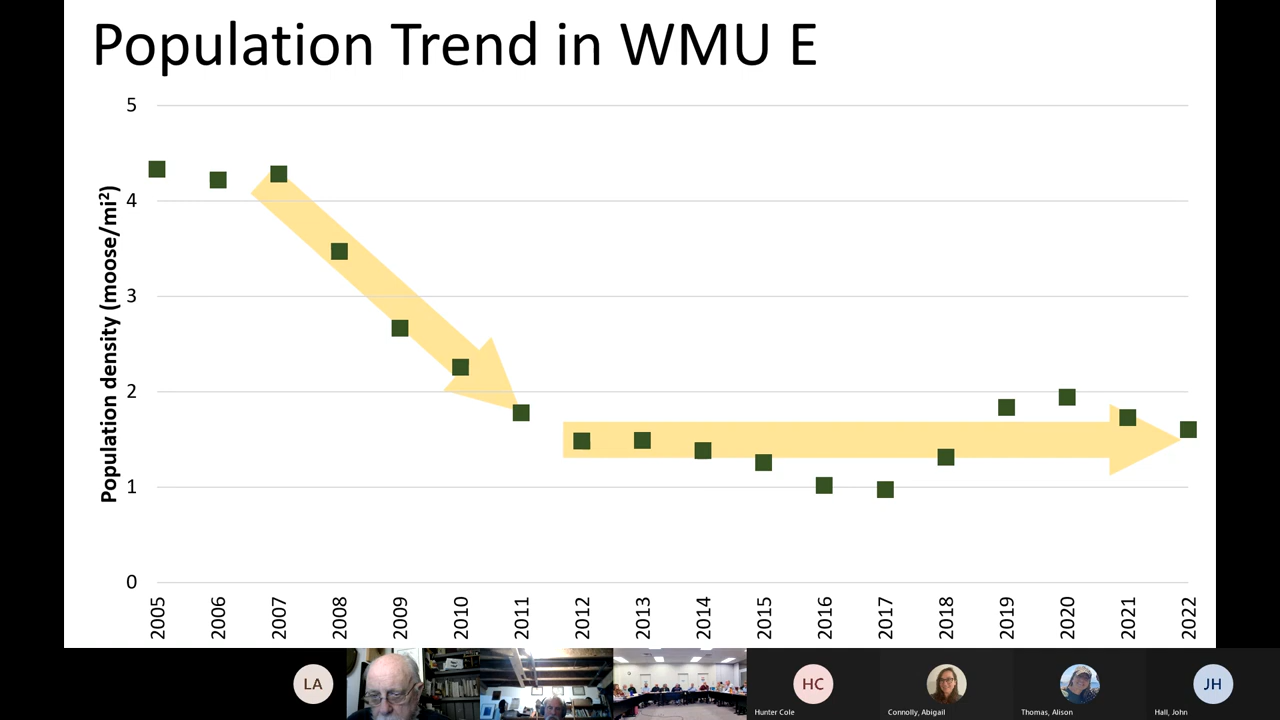 Population Trend in WMU E
5
4
3
2
1
0
Population density (moose/mi²)
2005
2006
2007
2008
2009
2010
2011
2012
2013
2014
2015
2016
2017
2018
2019
2020
2021
2022
LA
HC
JH
Hunter Cole
Connolly, Abigail
Thomas, Alison
Hall, John